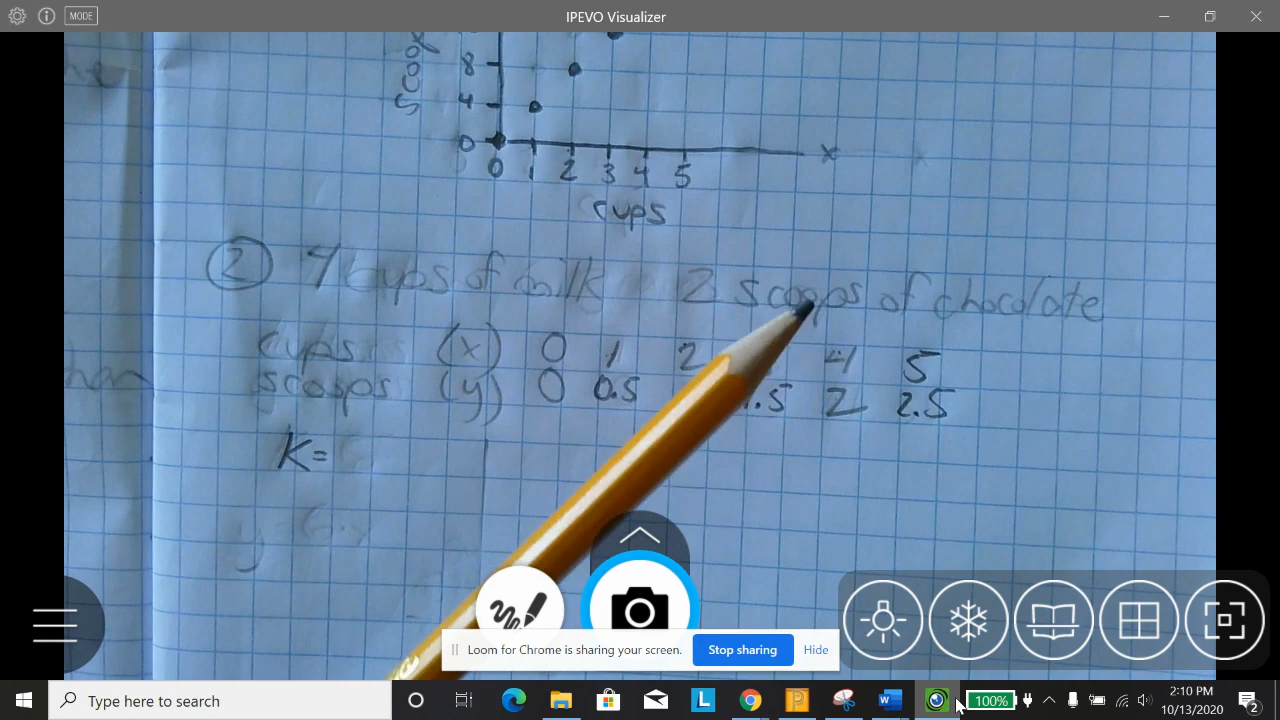 MODE
IPEVO Visualizer
8
4
0
0 1 2 3 4 5
x
cups
2 4 cups of milk 2 scoops of chocolate
cups (x) 0 1 2 4 5
scoops (y) 0 0.5 .5 2 2.5
K=
Loom for Chrome is sharing your screen. Stop sharing Hide
Type here to search
100%
2:10 PM
10/13/2020
2